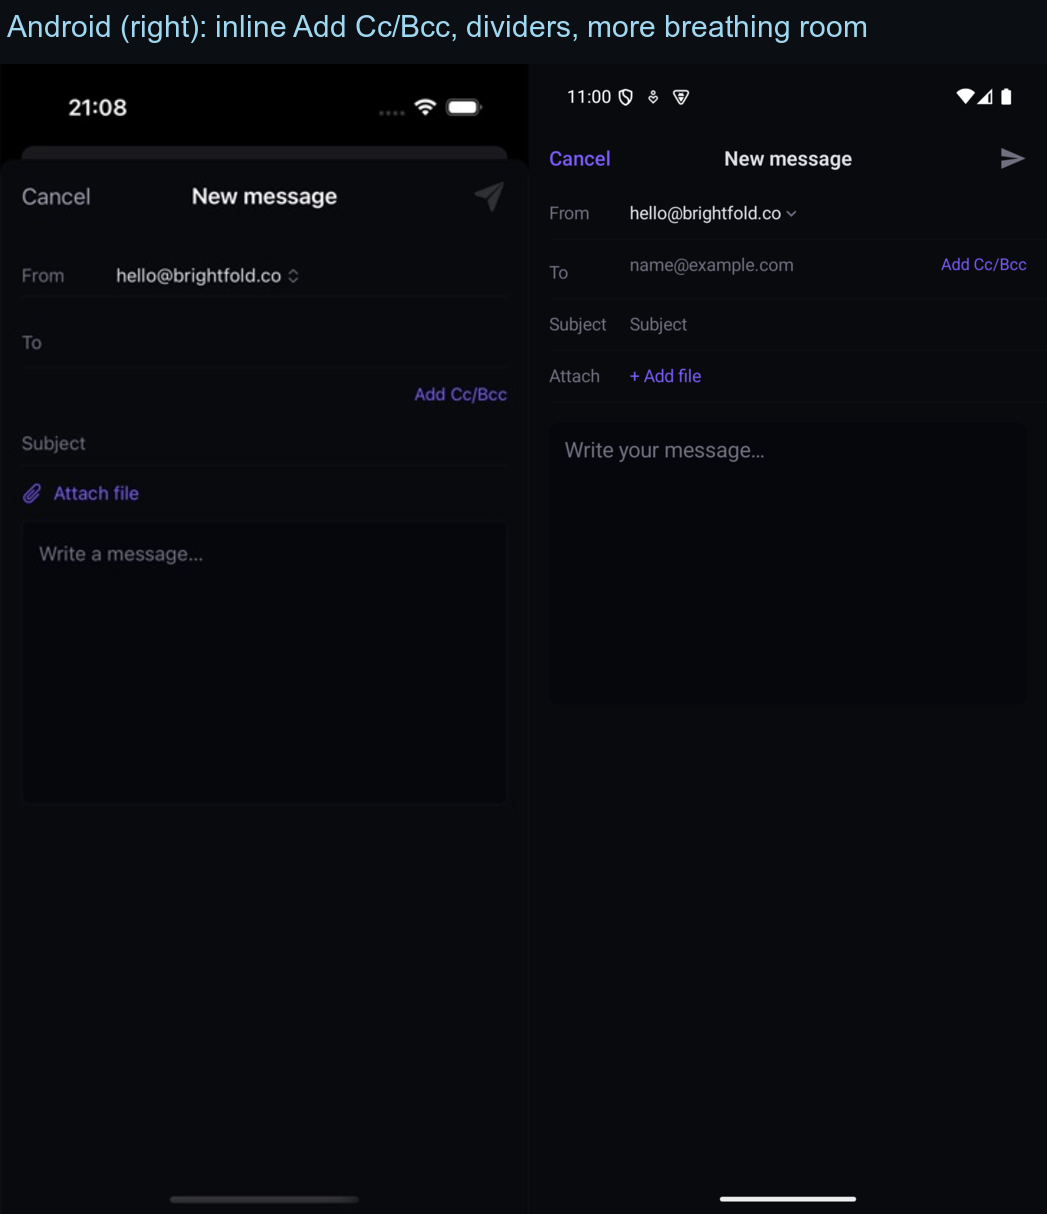 Android (right): inline Add Cc/Bcc, dividers, more breathing room
21:08
Cancel
New message
From
hello@brightfold.co
To
Add Cc/Bcc
Subject
Attach file
Write a message...
11:00
Cancel
New message
From
hello@brightfold.co
To
name@example.com
Add Cc/Bcc
Subject
Subject
Attach
+ Add file
Write your message...